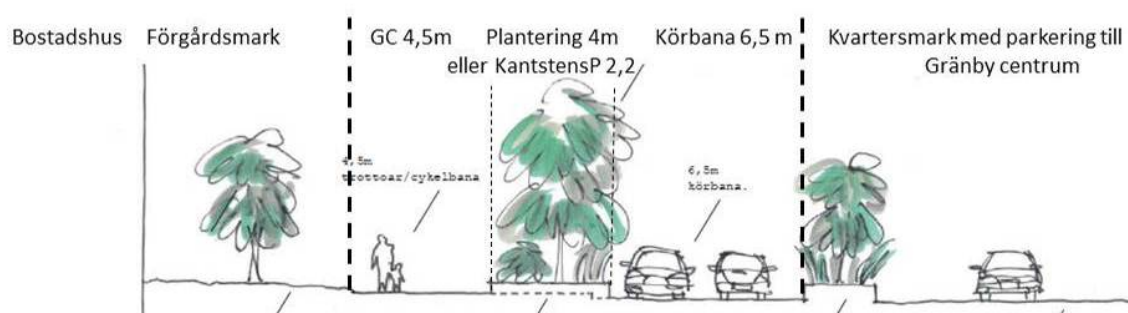 Bostadshus Förgårdsmark GC 4,5m Plantering 4m Körbana 6,5 m Kvartersmark med parkering till
eller KantstensP 2,2 Gränby centrum
4,5m
trottoar/cykelbana
6,5m
körbana.